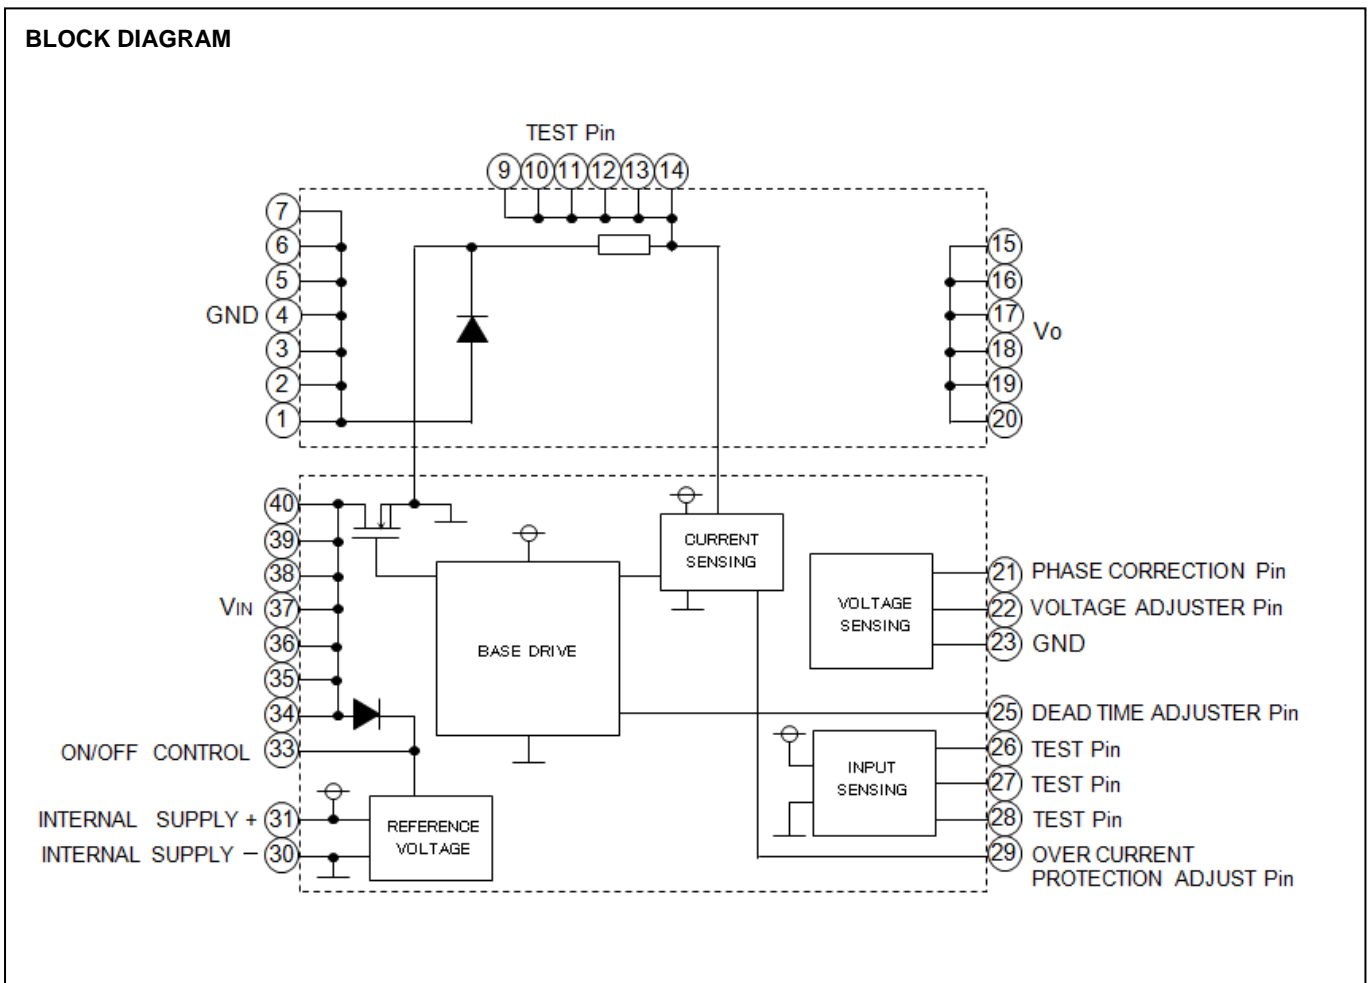 BLOCK DIAGRAM
TEST Pin
9 10 11 12 13 14
7
6
5
GND 4
3
2
1
15
16
17
Vo
18
19
20
40
39
38
VIN 37
36
35
34
ON/OFF CONTROL 33
INTERNAL SUPPLY + 31
INTERNAL SUPPLY − 30
BASE DRIVE
CURRENT
SENSING
VOLTAGE
SENSING
INPUT
SENSING
REFERENCE
VOLTAGE
21 PHASE CORRECTION Pin
22 VOLTAGE ADJUSTER Pin
23 GND
25 DEAD TIME ADJUSTER Pin
26 TEST Pin
27 TEST Pin
28 TEST Pin
29 OVER CURRENT
PROTECTION ADJUST Pin